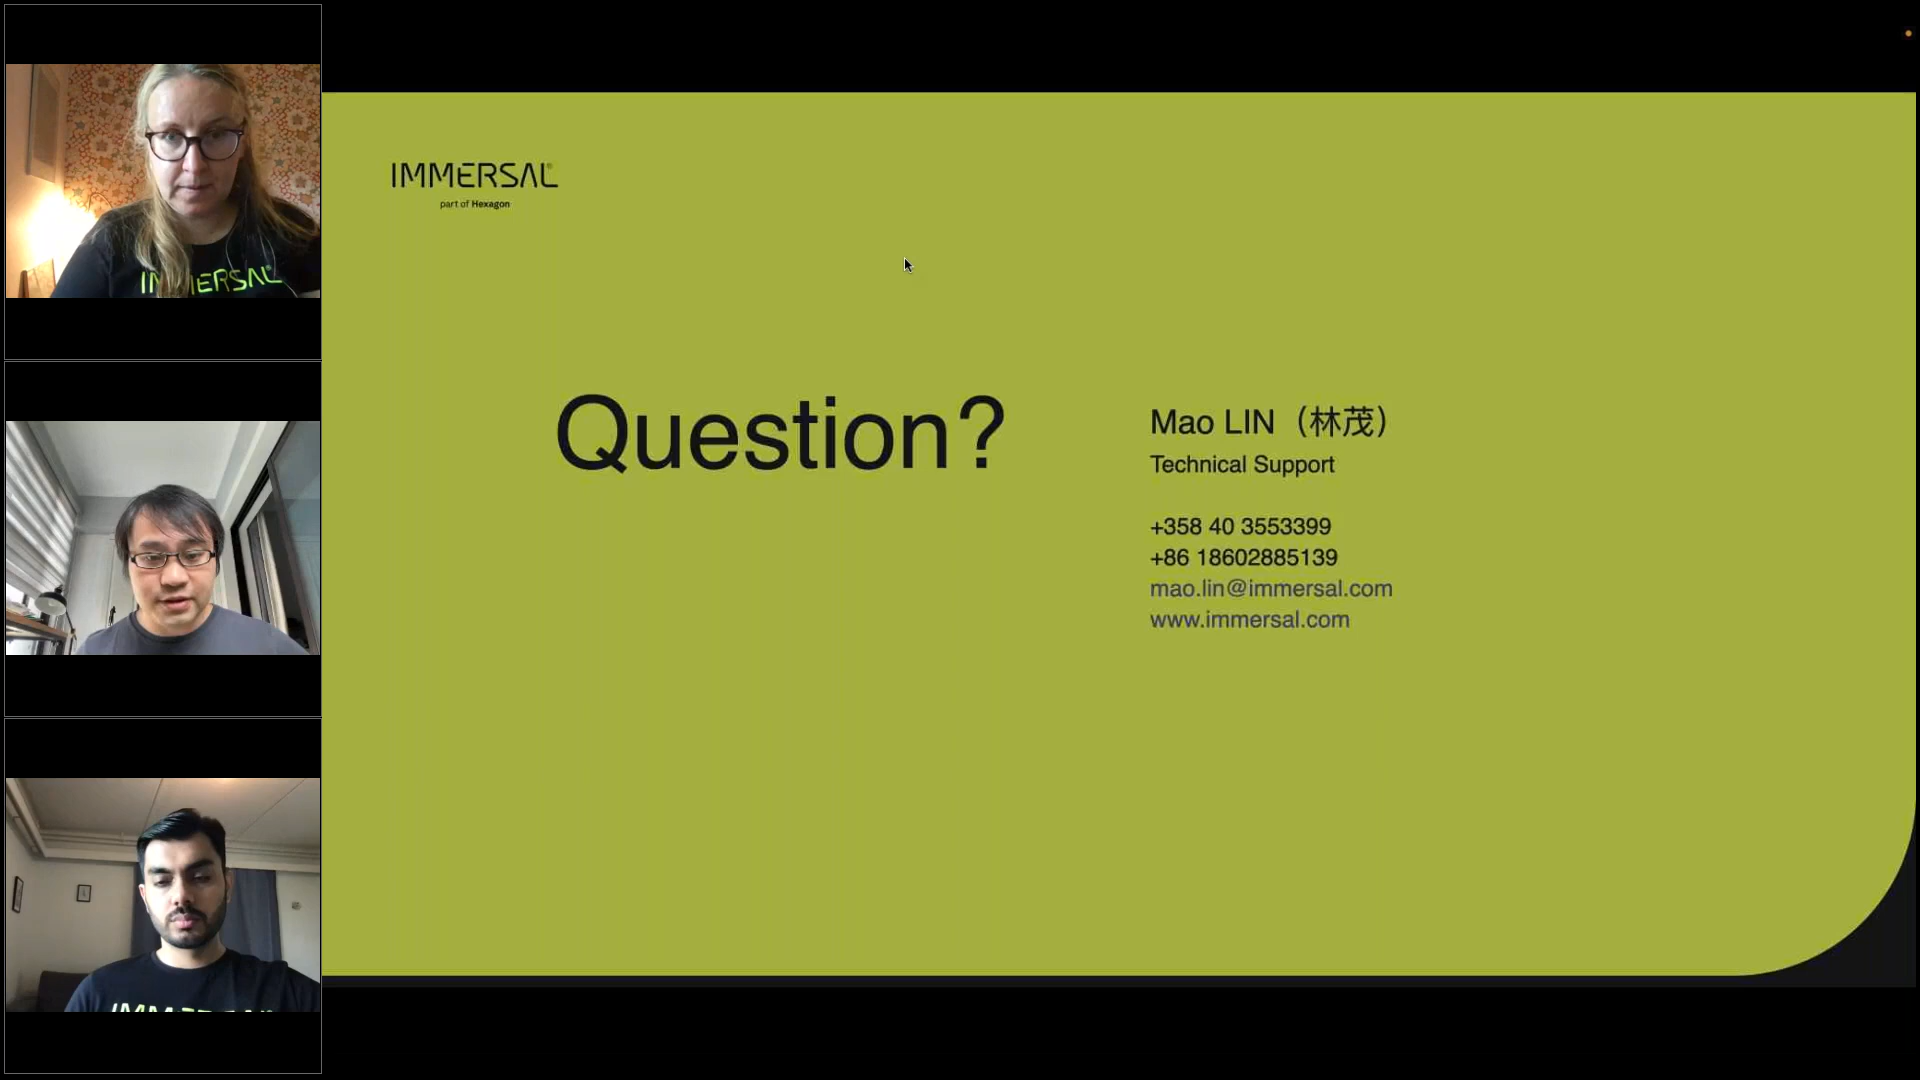 IMMERSAL
IMMERSAL
part of Hexagon
Question?
Mao LIN（林茂）
Technical Support
+358 40 3553399
+86 18602885139
mao.lin@immersal.com
www.immersal.com